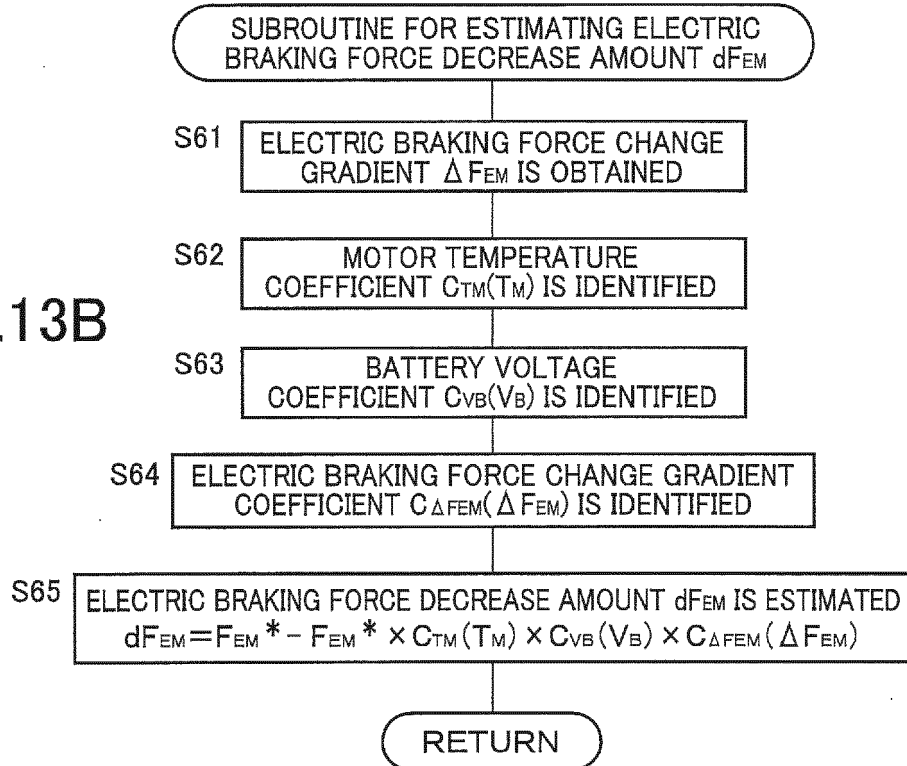 SUBROUTINE FOR ESTIMATING ELECTRIC
BRAKING FORCE DECREASE AMOUNT dFEM
S61
ELECTRIC BRAKING FORCE CHANGE
GRADIENT ΔFEM IS OBTAINED
S62
MOTOR TEMPERATURE
COEFFICIENT CTM(TM) IS IDENTIFIED
.13B
S63
BATTERY VOLTAGE
COEFFICIENT CVB(VB) IS IDENTIFIED
S64
ELECTRIC BRAKING FORCE CHANGE GRADIENT
COEFFICIENT CΔFEM(ΔFEM) IS IDENTIFIED
S65
ELECTRIC BRAKING FORCE DECREASE AMOUNT dFEM IS ESTIMATED
dFEM=FEM*-FEM*×CTM(TM)×CVB(VB)×CΔFEM(ΔFEM)
RETURN